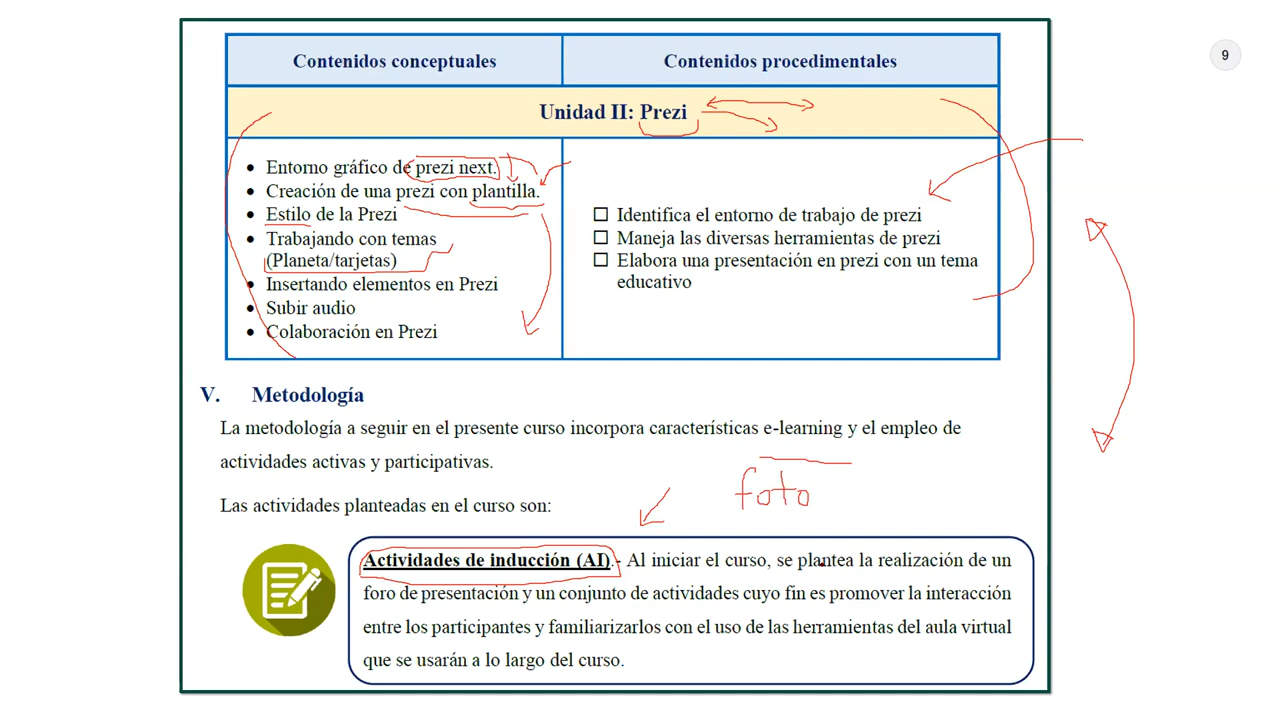 9
Contenidos conceptuales
Contenidos procedimentales
Unidad II: Prezi
• Entorno gráfico de prezi next.
• Creación de una prezi con plantilla.
• Estilo de la Prezi
• Trabajando con temas
(Planeta/tarjetas)
• Insertando elementos en Prezi
• Subir audio
• Colaboración en Prezi
☐ Identifica el entorno de trabajo de prezi
☐ Maneja las diversas herramientas de prezi
☐ Elabora una presentación en prezi con un tema
educativo
V. Metodología
La metodología a seguir en el presente curso incorpora características e-learning y el empleo de
actividades activas y participativas.
foto
Las actividades planteadas en el curso son:
Actividades de inducción (AI).- Al iniciar el curso, se plantea la realización de un
foro de presentación y un conjunto de actividades cuyo fin es promover la interacción
entre los participantes y familiarizarlos con el uso de las herramientas del aula virtual
que se usarán a lo largo del curso.